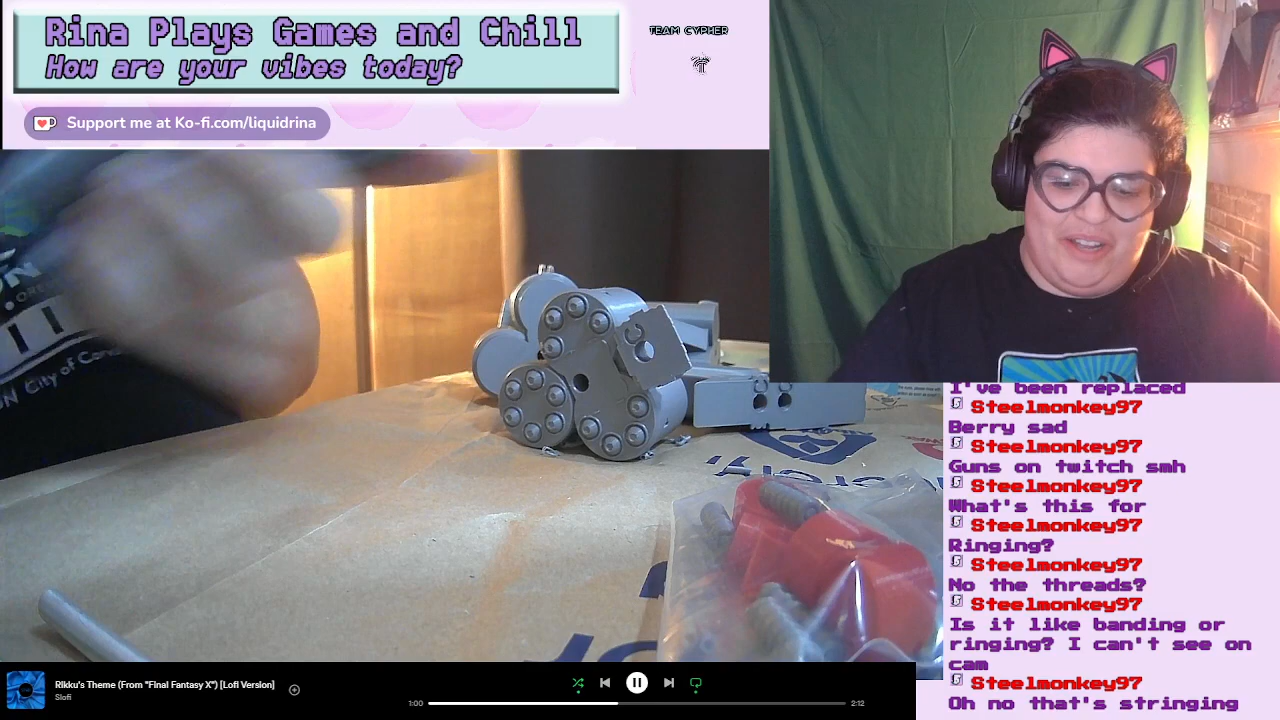 Rina Plays Games and Chill
How are your vibes today?
TEAM CYPHER
Support me at Ko-fi.com/liquidrina
City of
I've been replaced
Steelmonkey97
Berry sad
Steelmonkey97
Guns on twitch smh
Steelmonkey97
What's this for
Steelmonkey97
Ringing?
Steelmonkey97
No the threads?
Steelmonkey97
Is it like banding or
ringing? I can't see on
cam
Steelmonkey97
Oh no that's stringing
Rikku's Theme (From "Final Fantasy X") [Lofi Version]
Slofi
1:00
2:12